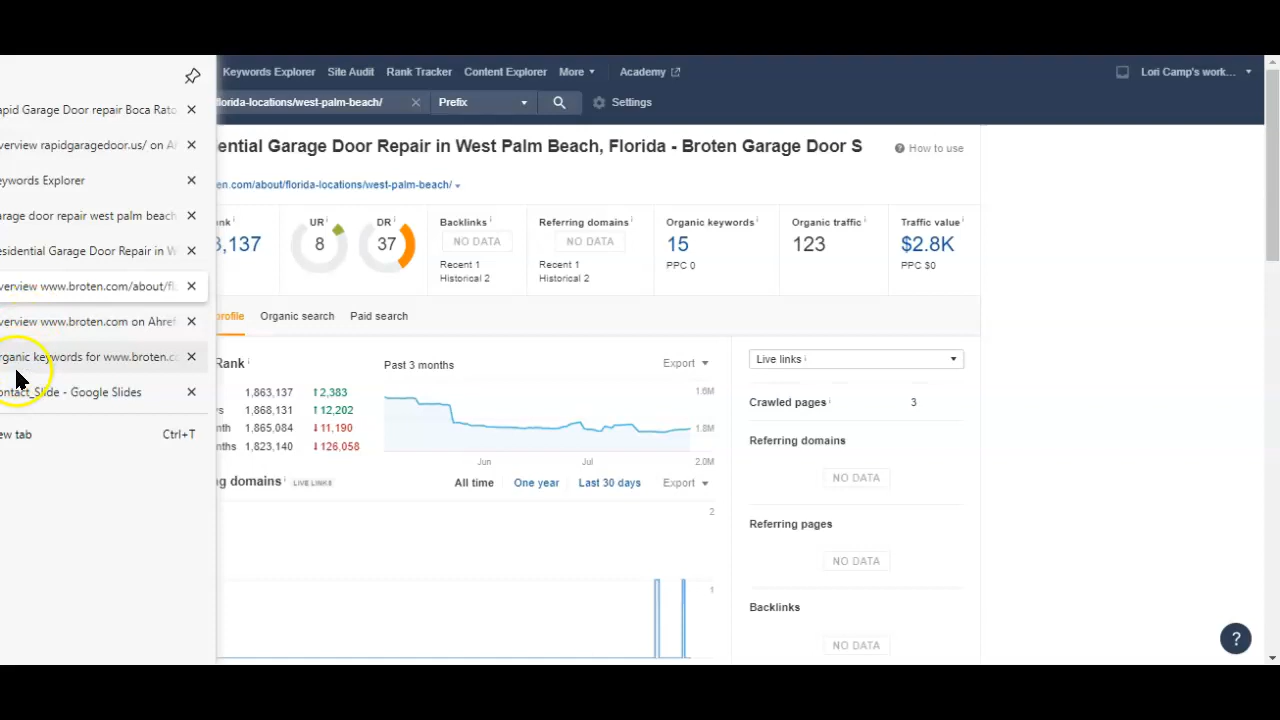 Keywords Explorer Site Audit Rank Tracker Content Explorer More Academy Lori Camp's work...
lorida-locations/west-palm-beach/ Prefix Settings
ential Garage Door Repair in West Palm Beach, Florida - Broten Garage Door S How to use
en.com/about/florida-locations/west-palm-beach/
apid Garage Door repair Boca Rato
verview rapidgaragedoor.us/ on Ah
eywords Explorer
arage door repair west palm beach
esidential Garage Door Repair in W
verview www.broten.com/about/fl
verview www.broten.com on Ahref
rganic keywords for www.broten.c
ontact_Slide - Google Slides
ew tab Ctrl+T
nk UR DR Backlinks Referring domains Organic keywords Organic traffic Traffic value
3,137 8 37 NO DATA NO DATA 15 123 $2.8K
Recent 1 Recent 1 PPC 0 PPC $0
Historical 2 Historical 2
profile Organic search Paid search
Rank Past 3 months Export
1,863,137 2,383
s 1,868,131 12,202
nth 1,865,084 11,190
nths 1,823,140 126,058
1.6M
1.8M
2.0M
Jun Jul
g domains LIVE LINKS All time One year Last 30 days Export
2
1
Live links
Crawled pages 3
Referring domains
NO DATA
Referring pages
NO DATA
Backlinks
NO DATA
?